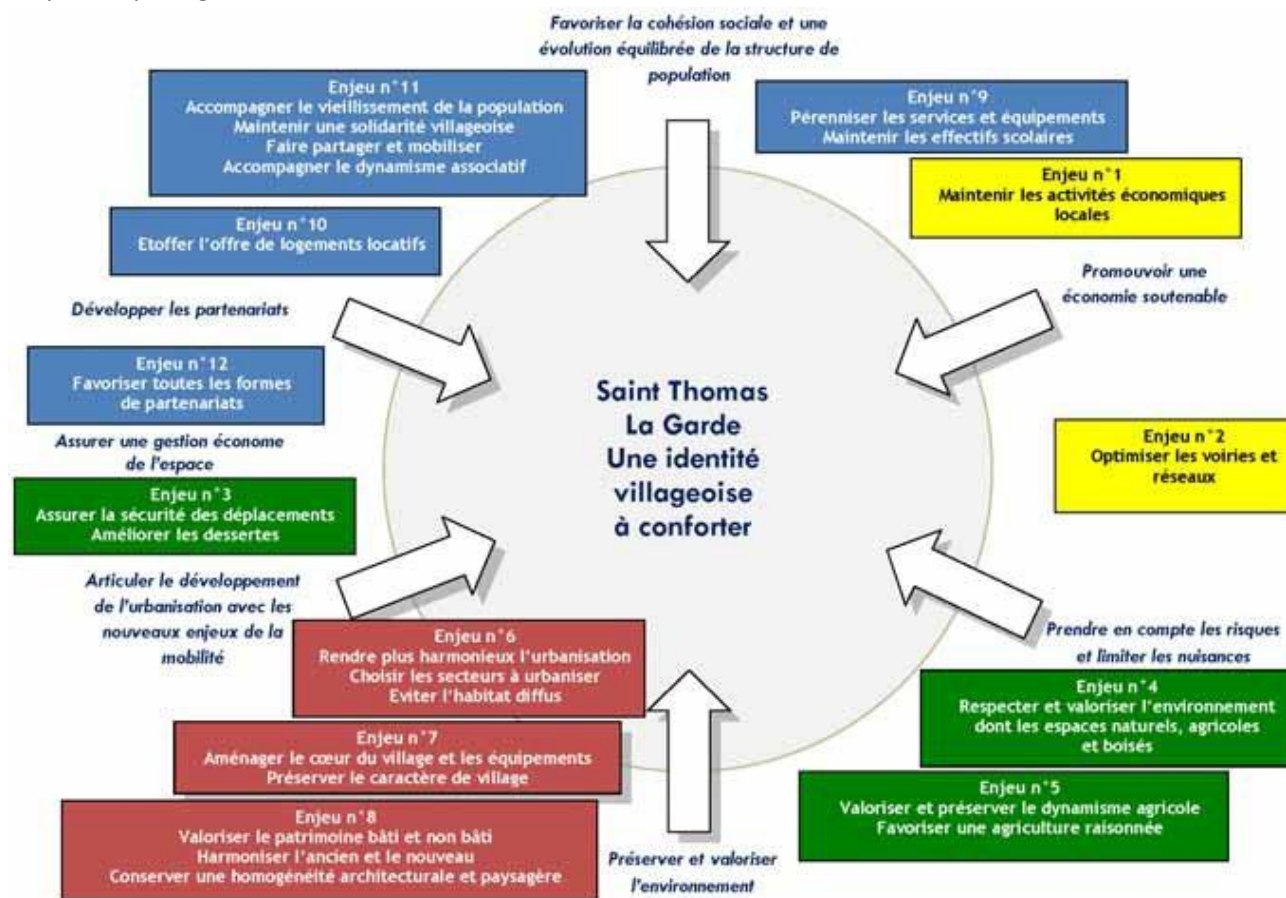 Favoriser la cohésion sociale et une
évolution équilibrée de la structure de
population
Enjeu n°11
Accompagner le vieillissement de la population
Maintenir une solidarité villageoise
Faire partager et mobiliser
Accompagner le dynamisme associatif
Enjeu n°9
Pérenniser les services et équipements
Maintenir les effectifs scolaires
Enjeu n°1
Maintenir les activités économiques
locales
Enjeu n°10
Etoffer l'offre de logements locatifs
Promouvoir une
économie soutenable
Développer les partenariats
Enjeu n°12
Favoriser toutes les formes
de partenariats
Saint Thomas
La Garde
Une identité
villageoise
à conforter
Enjeu n°2
Optimiser les voiries et
réseaux
Assurer une gestion économe
de l'espace
Enjeu n°3
Assurer la sécurité des déplacements
Améliorer les dessertes
Articuler le développement
de l'urbanisation avec les
nouveaux enjeux de la
mobilité
Enjeu n°6
Rendre plus harmonieux l'urbanisation
Choisir les secteurs à urbaniser
Eviter l'habitat diffus
Prendre en compte les risques
et limiter les nuisances
Enjeu n°4
Respecter et valoriser l'environnement
dont les espaces naturels, agricoles
et boisés
Enjeu n°7
Aménager le cœur du village et les équipements
Préserver le caractère de village
Enjeu n°5
Valoriser et préserver le dynamisme agricole
Favoriser une agriculture raisonnée
Enjeu n°8
Valoriser le patrimoine bâti et non bâti
Harmoniser l'ancien et le nouveau
Conserver une homogénéité architecturale et paysagère
Préserver et valoriser
l'environnement